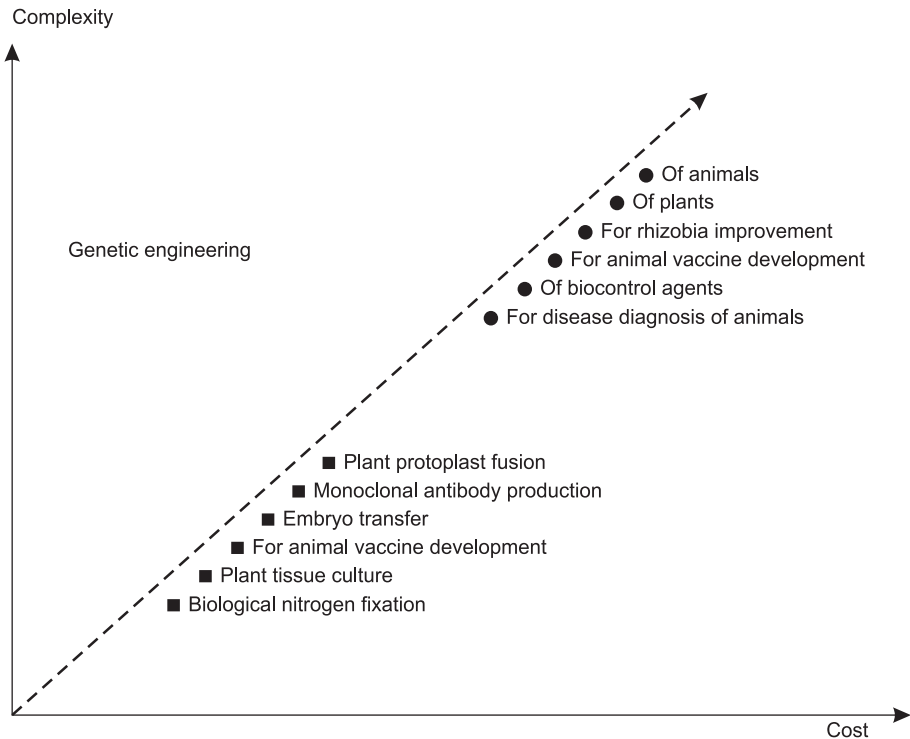 Complexity
Of animals
Of plants
For rhizobia improvement
Genetic engineering
For animal vaccine development
Of biocontrol agents
For disease diagnosis of animals
Plant protoplast fusion
Monoclonal antibody production
Embryo transfer
For animal vaccine development
Plant tissue culture
Biological nitrogen fixation
Cost